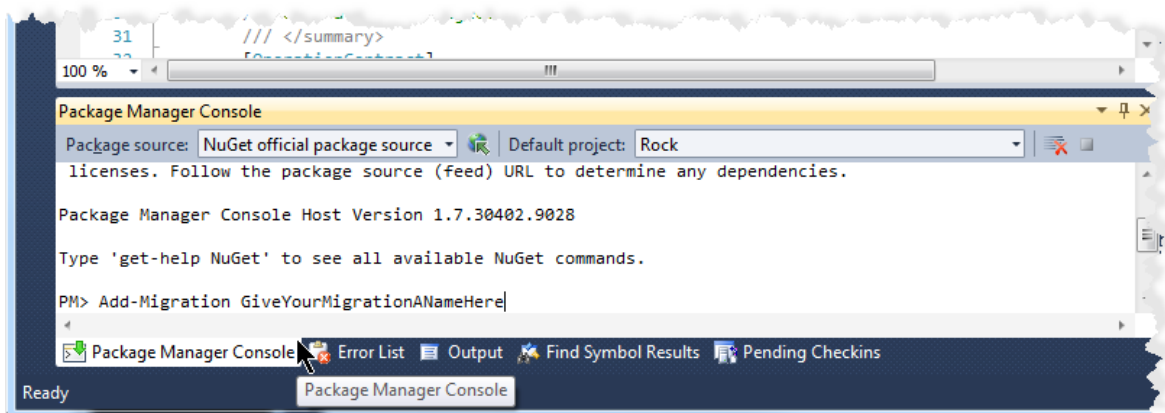 31 /// </summary>
32 [OperationContract]
100 %
Package Manager Console
Package source: NuGet official package source Default project: Rock
licenses. Follow the package source (feed) URL to determine any dependencies.
Package Manager Console Host Version 1.7.30402.9028
Type 'get-help NuGet' to see all available NuGet commands.
PM> Add-Migration GiveYourMigrationANameHere
Package Manager Console Error List Output Find Symbol Results Pending Checkins
Ready
Package Manager Console